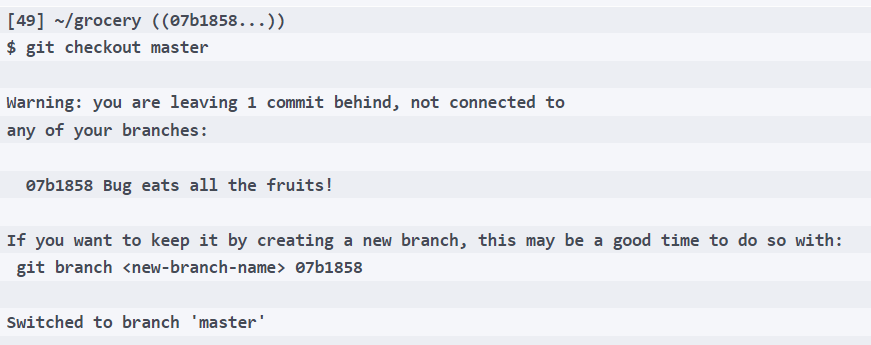 [49] ~/grocery ((07b1858...))
$ git checkout master
Warning: you are leaving 1 commit behind, not connected to
any of your branches:
07b1858 Bug eats all the fruits!
If you want to keep it by creating a new branch, this may be a good time to do so with:
git branch <new-branch-name> 07b1858
Switched to branch 'master'